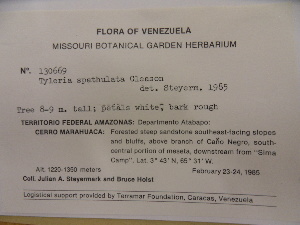 FLORA OF VENEZUELA
MISSOURI BOTANICAL GARDEN HERBARIUM
Nº. 130669
Tyleria spathulata Gleason
det. Steyerm. 1985
Tree 8-9 m. tall; petals white, bark rough
TERRITORIO FEDERAL AMAZONAS: Departmento Atabapo:
CERRO MARAHUACA: Forested steep sandstone southeast-facing slopes
and bluffs, above branch of Caño Negro, south-
central portion of meseta, downstream from "Sima
Camp". Lat. 3° 43' N, 65° 31' W.
Alt. 1220-1350 meters
February 23-24, 1985
Coll. Julian A. Steyermark and Bruce Holst
Logistical support provided by Terramar Foundation, Caracas, Venezuela